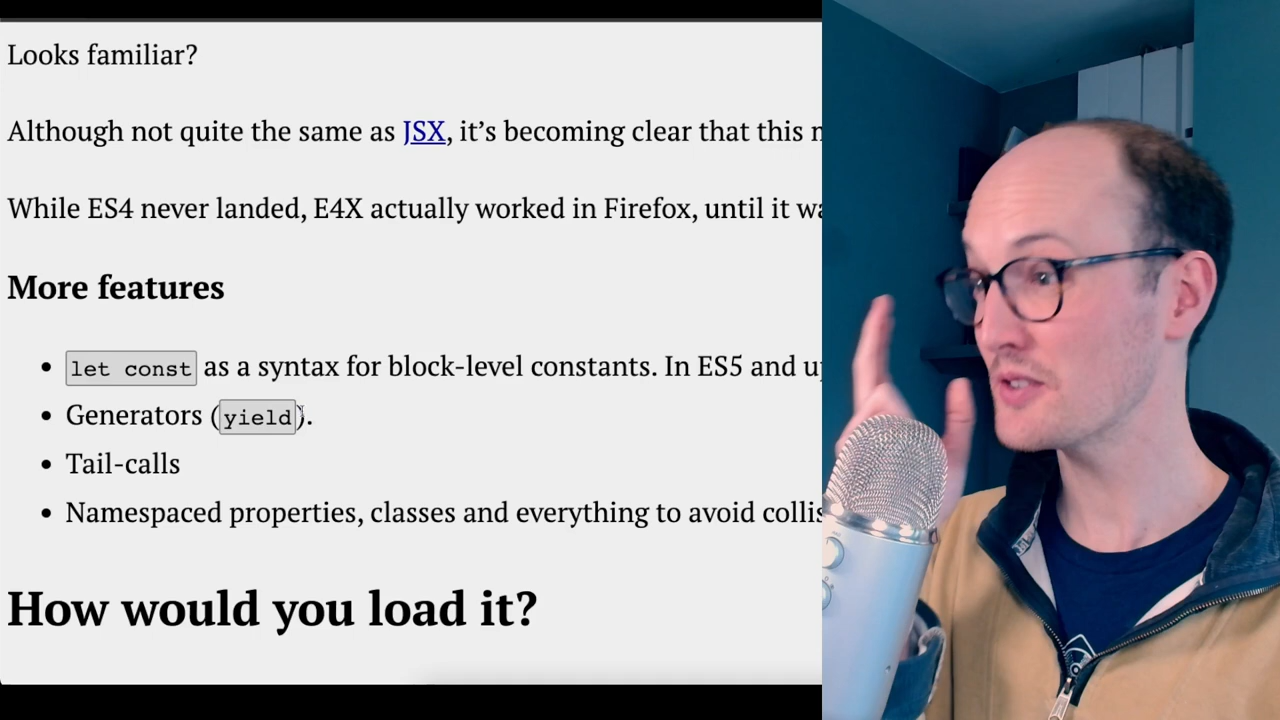 Looks familiar?
Although not quite the same as JSX, it’s becoming clear that this
While ES4 never landed, E4X actually worked in Firefox, until it
More features
let const as a syntax for block-level constants. In ES5 and
Generators (yield).
Tail-calls
Namespaced properties, classes and everything to avoid
How would you load it?